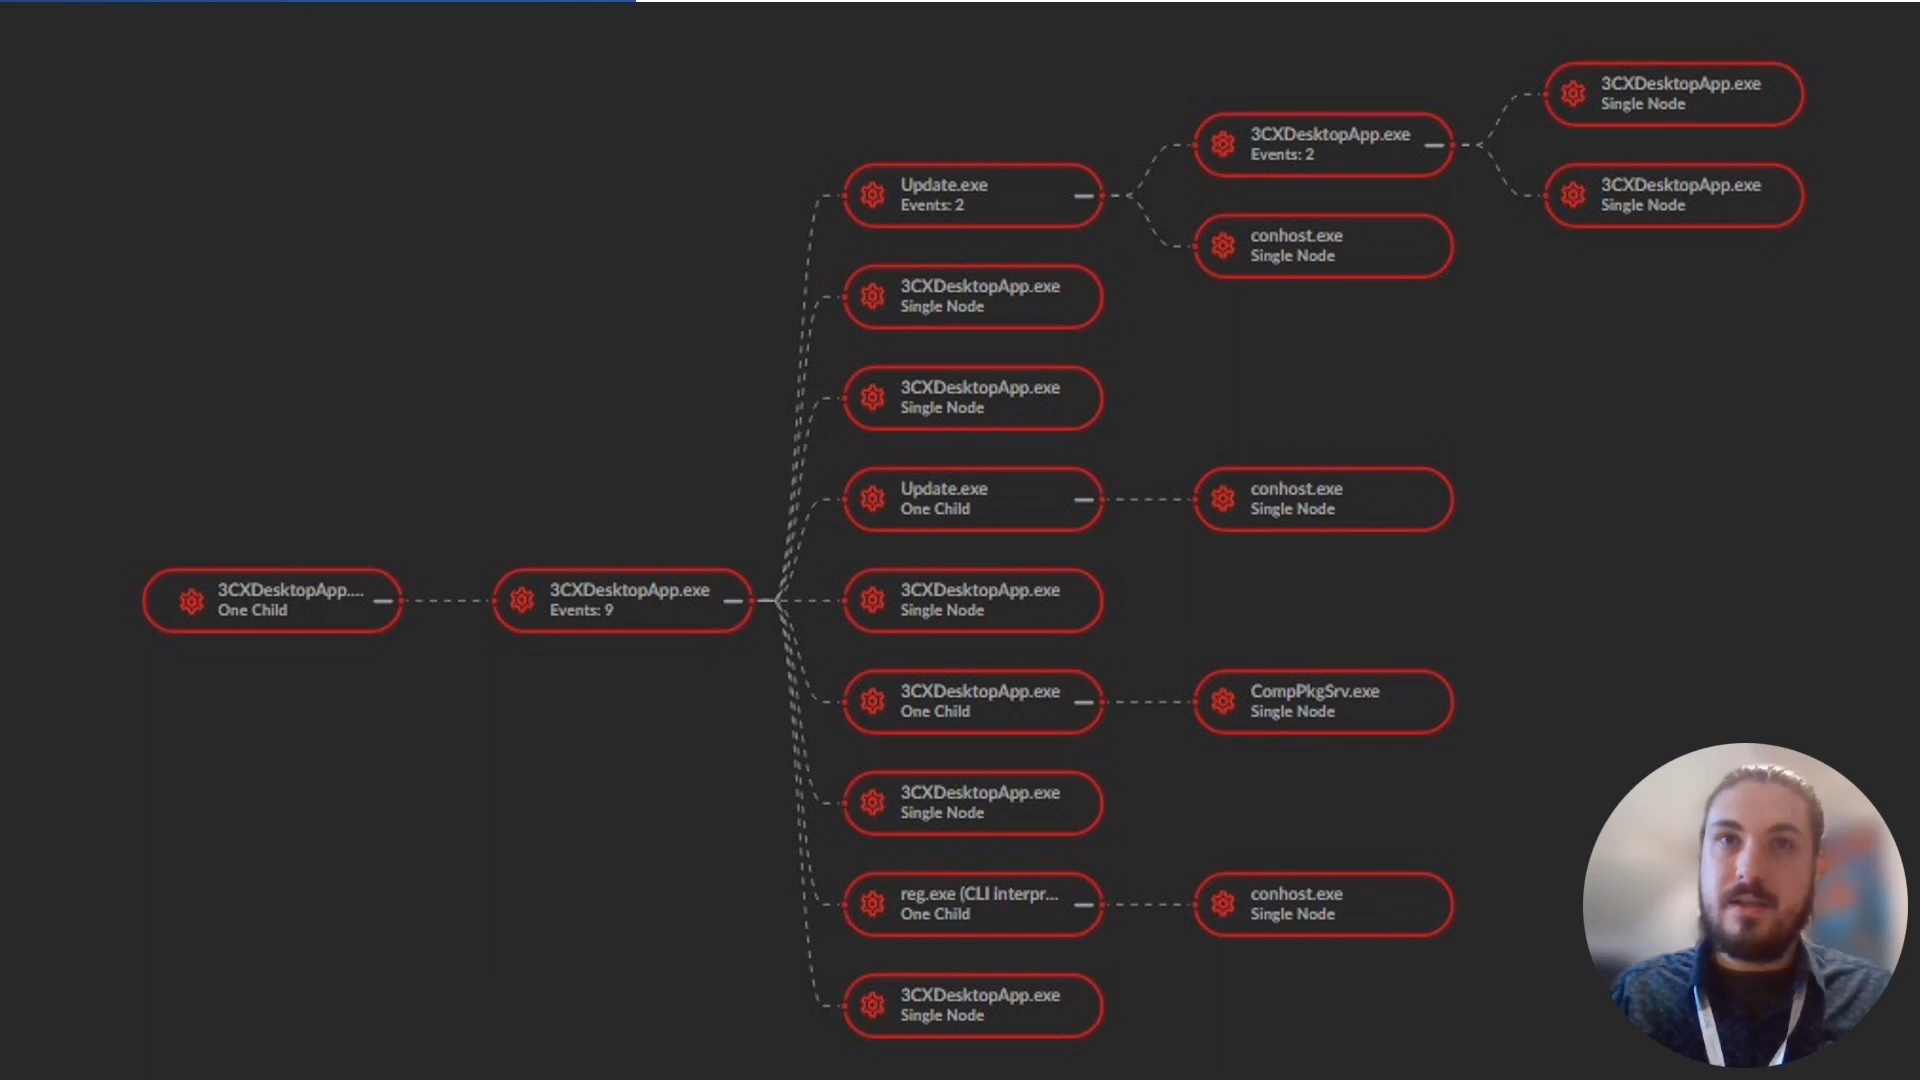 3CXDesktopApp.exe
Single Node
3CXDesktopApp.exe
Events: 2
Update.exe
Events: 2
3CXDesktopApp.exe
Single Node
conhost.exe
Single Node
3CXDesktopApp.exe
Single Node
3CXDesktopApp.exe
Single Node
Update.exe
One Child
conhost.exe
Single Node
3CXDesktopApp....
One Child
3CXDesktopApp.exe
Events: 9
3CXDesktopApp.exe
Single Node
3CXDesktopApp.exe
One Child
CompPkgSrv.exe
Single Node
3CXDesktopApp.exe
Single Node
reg.exe (CLI interpr...
One Child
conhost.exe
Single Node
3CXDesktopApp.exe
Single Node